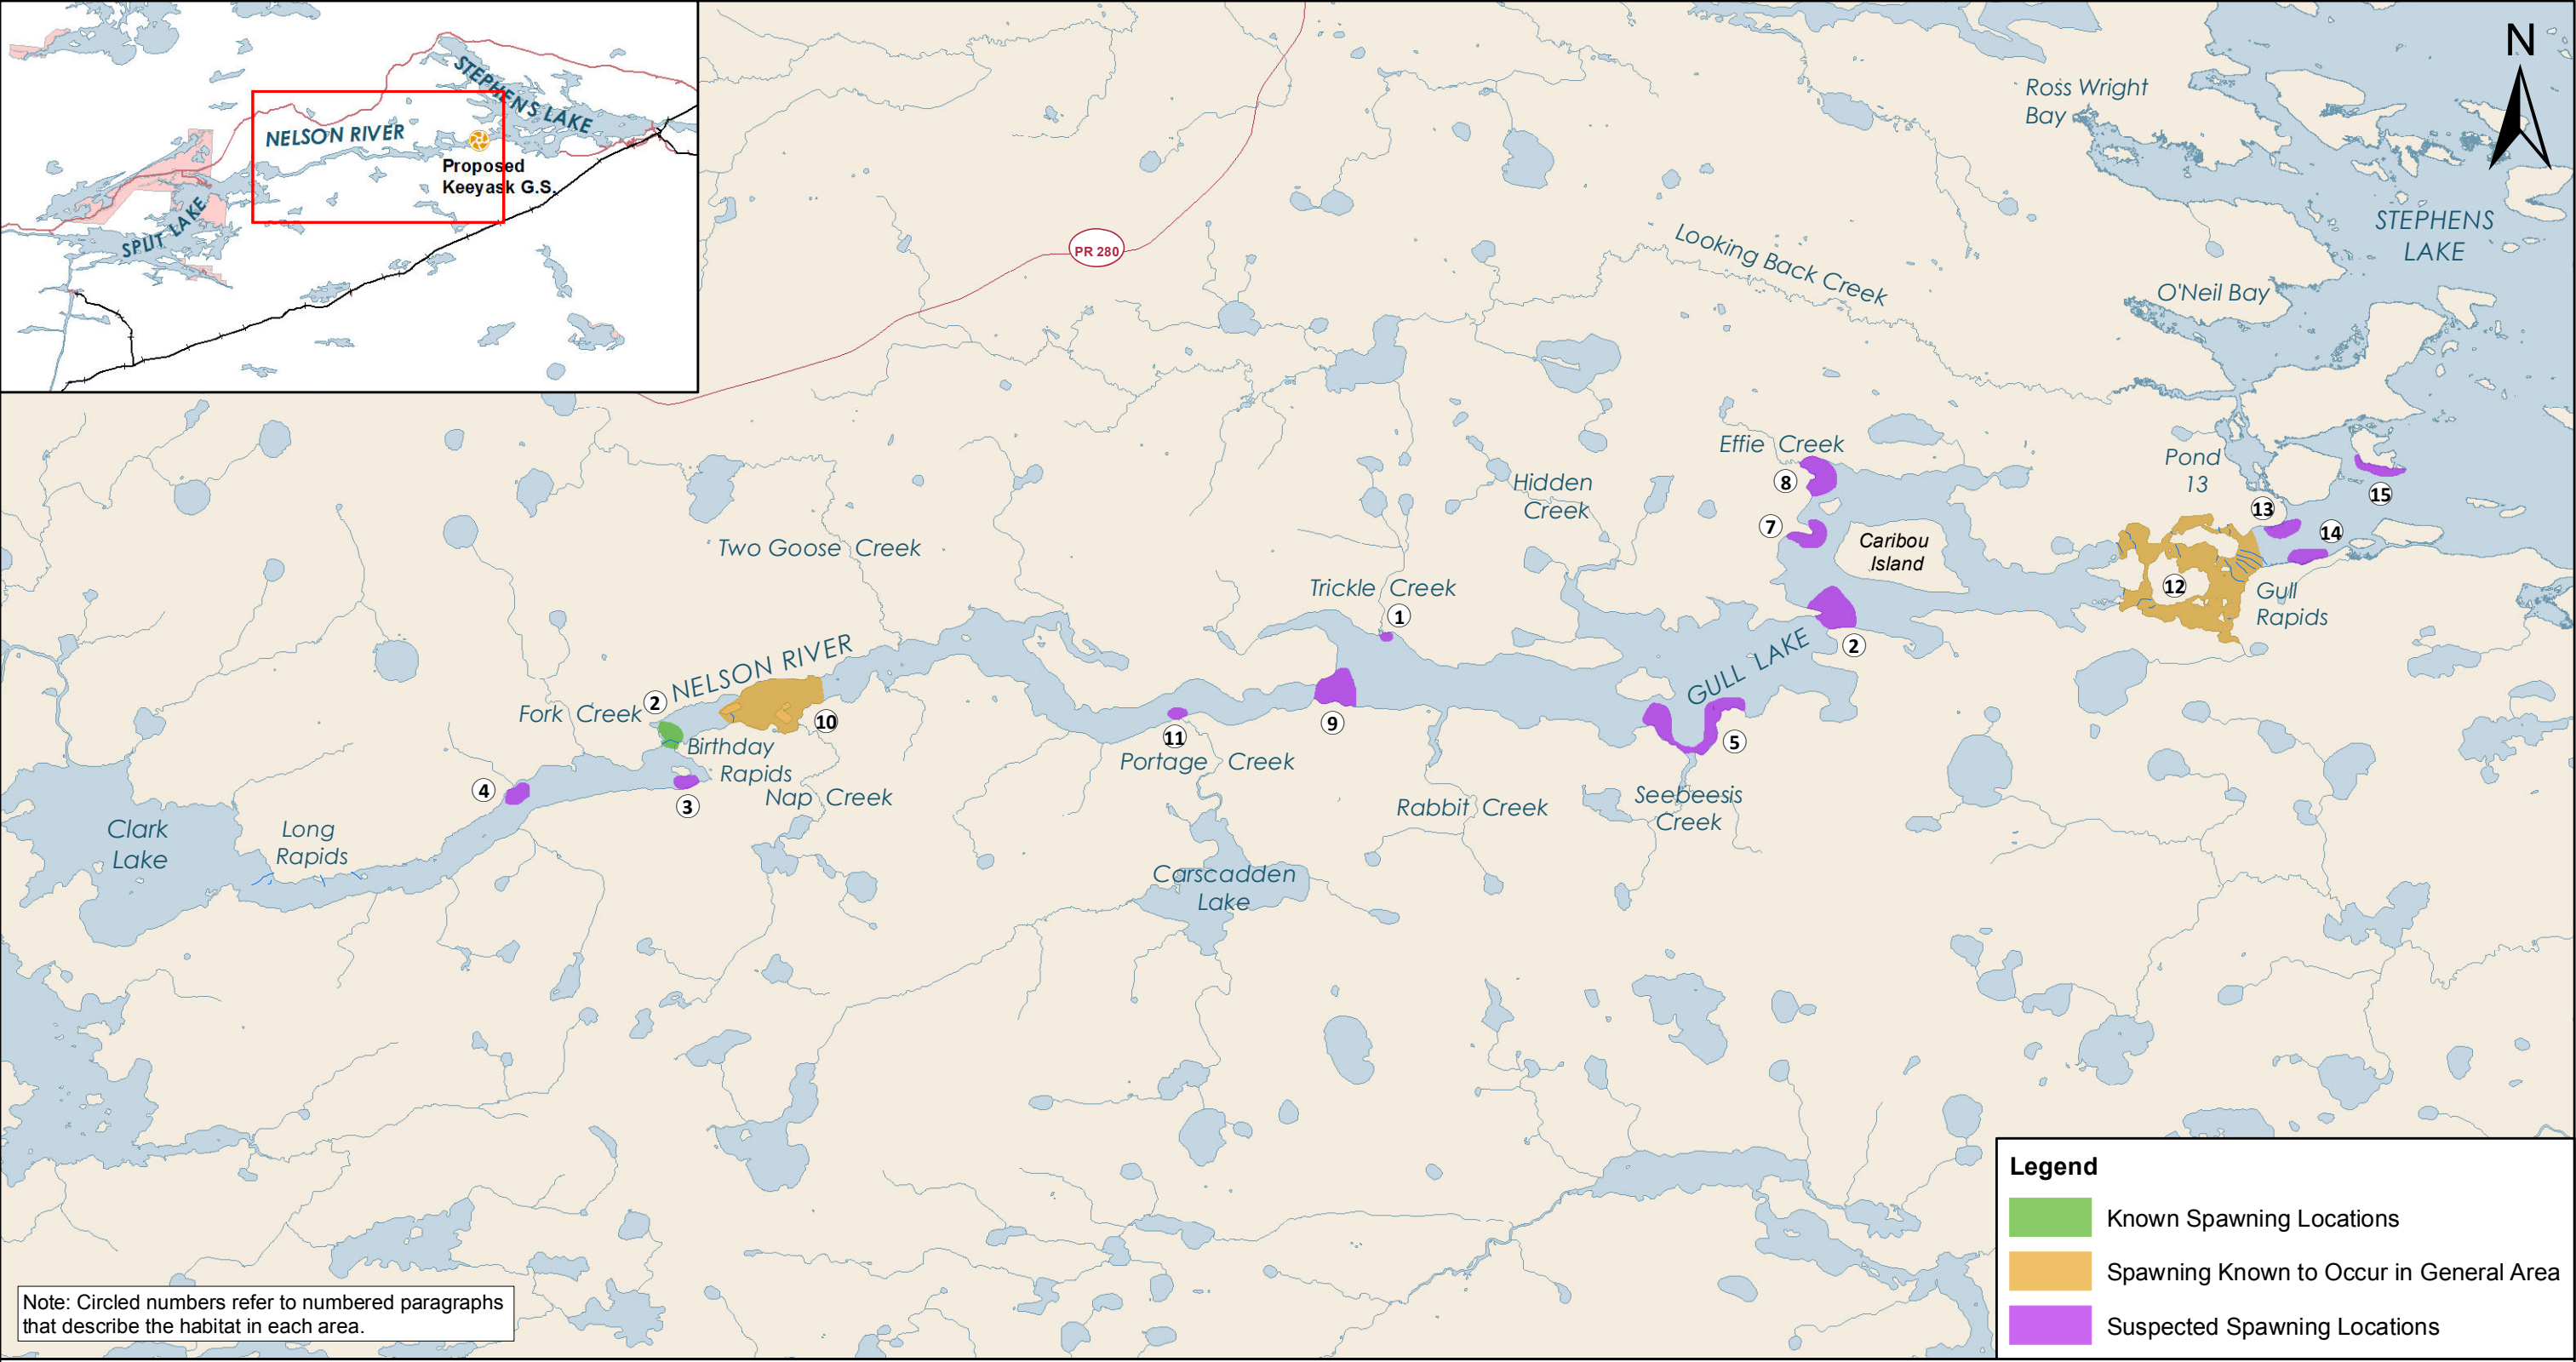 STEPHENS LAKE
NELSON RIVER
Proposed
Keeyask G.S.
SPLIT LAKE
N
Ross Wright
Bay
STEPHENS
LAKE
PR 280
Looking Back Creek
O'Neil Bay
Effie Creek
8
Pond
13
15
Hidden
Creek
7
13
14
Caribou
Island
Two Goose Creek
Trickle Creek
1
12
Gull
Rapids
2
GULL LAKE
NELSON RIVER
2
Fork Creek
10
9
11
5
Birthday
Rapids
Portage Creek
4
3
Nap Creek
Rabbit Creek
Seebeesis
Creek
Clark
Lake
Long
Rapids
Carscadden
Lake
Legend
Known Spawning Locations
Spawning Known to Occur in General Area
Suspected Spawning Locations
Note: Circled numbers refer to numbered paragraphs
that describe the habitat in each area.